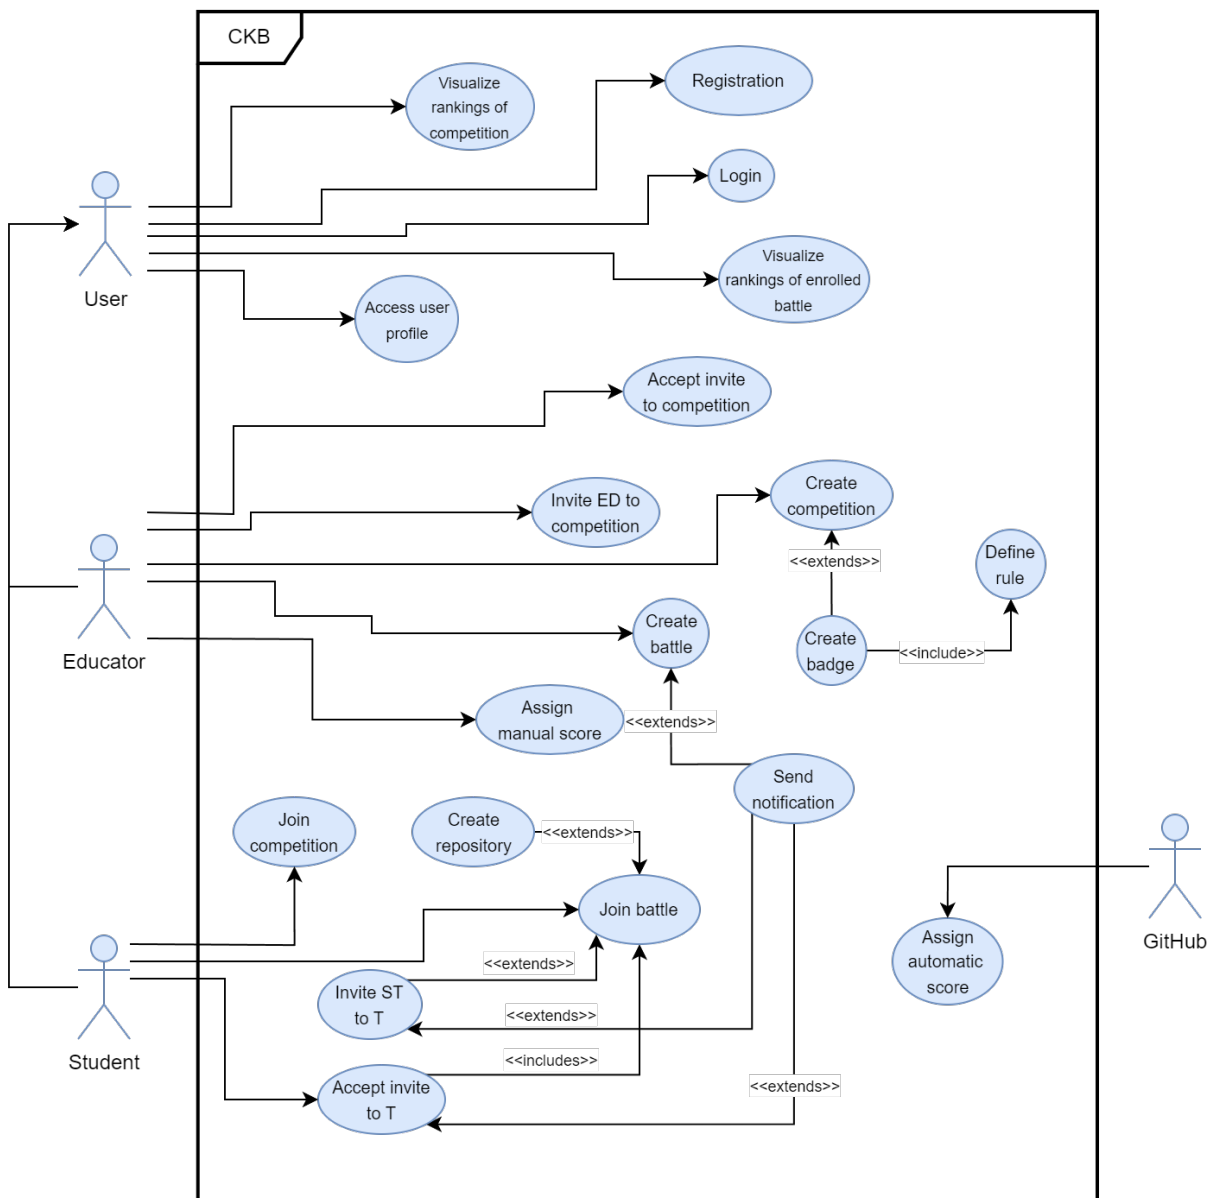 CKB
Visualize
rankings of
competition
Registration
Login
User
Visualize
rankings of enrolled
battle
Access user
profile
Accept invite
to competition
Invite ED to
competition
Create
competition
<<extends>>
Define
rule
Educator
Create
battle
Create
badge
<<include>>
Assign
manual score
<<extends>>
Send
notification
Join
competition
Create
repository
<<extends>>
Join battle
GitHub
Assign
automatic
score
<<extends>>
Invite ST
to T
<<extends>>
Student
<<includes>>
Accept invite
to T
<<extends>>